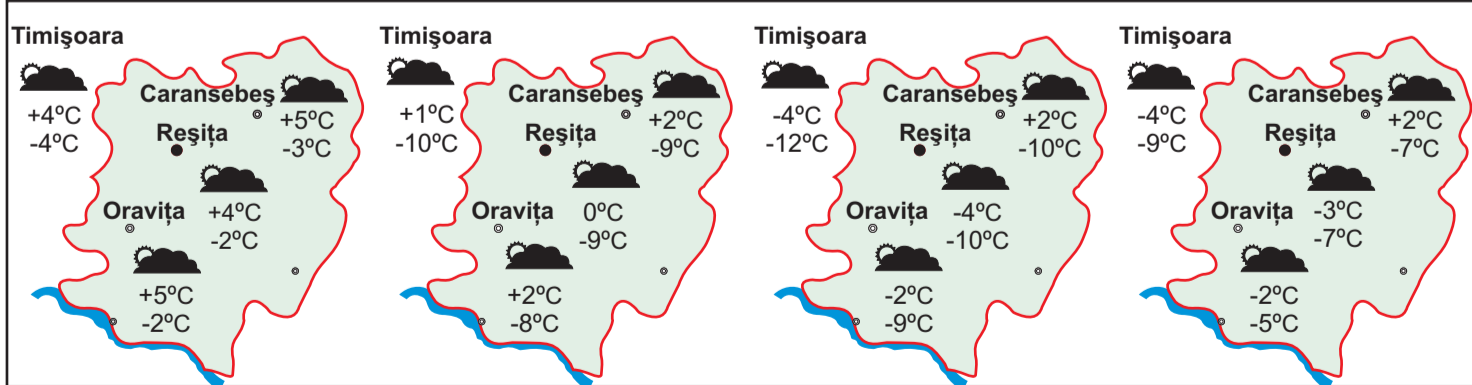 Timişoara
+4ºC
-4ºC
Caransebeş
+5ºC
-3ºC
Reşiţa
+4ºC
-2ºC
Oraviţa
+5ºC
-2ºC
Timişoara
+1ºC
-10ºC
Caransebeş
+2ºC
-9ºC
Reşiţa
0ºC
-9ºC
Oraviţa
+2ºC
-8ºC
Timişoara
-4ºC
-12ºC
Caransebeş
+2ºC
-10ºC
Reşiţa
-4ºC
-10ºC
Oraviţa
-2ºC
-9ºC
Timişoara
-4ºC
-9ºC
Caransebeş
+2ºC
-7ºC
Reşiţa
-3ºC
-7ºC
Oraviţa
-2ºC
-5ºC